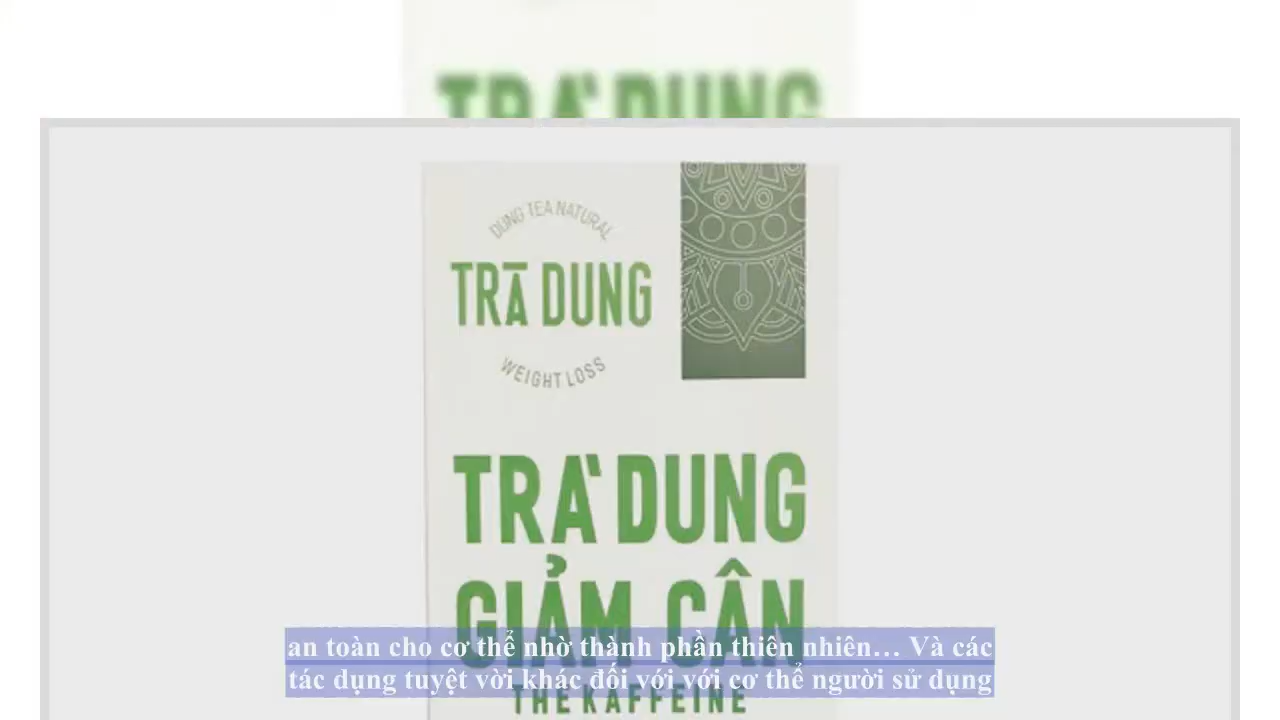 TRÀ DUNG
DUNG TEA NATURAL
TRÀ DUNG
WEIGHT LOSS
TRÀ DUNG
GIẢM CÂN
an toàn cho cơ thể nhờ thành phần thiên nhiên… Và các
tác dụng tuyệt vời khác đối với với cơ thể người sử dụng
THE KAFFEINE